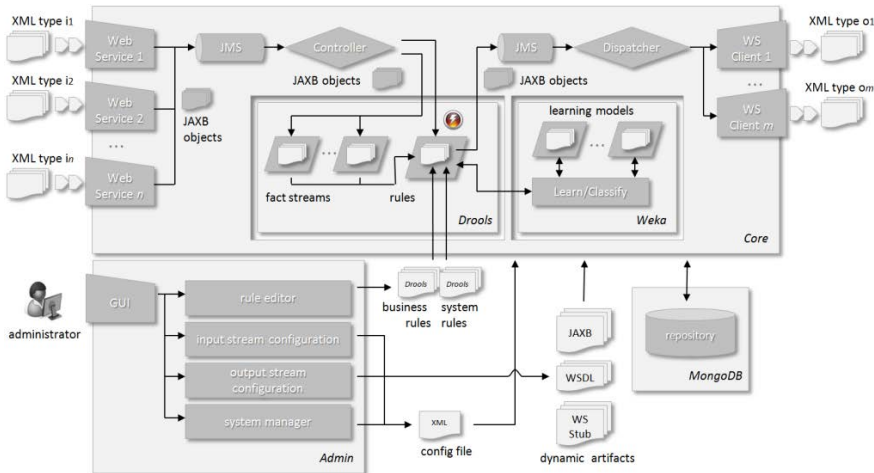 XML type i1
Web
Service 1
JMS
Controller
JMS
Dispatcher
WS
Client 1
XML type o1
JAXB objects
JAXB objects
XML type i2
Web
Service 2
JAXB
objects
...
...
WS
Client m
XML type om
learning models
...
...
XML type in
Web
Service n
fact streams
rules
Learn/Classify
Drools
Weka
Core
administrator
GUI
rule editor
Drools
Drools
business
rules
system
rules
input stream configuration
output stream
configuration
system manager
XML
config file
Admin
JAXB
WSDL
WS
Stub
dynamic artifacts
repository
MongoDB